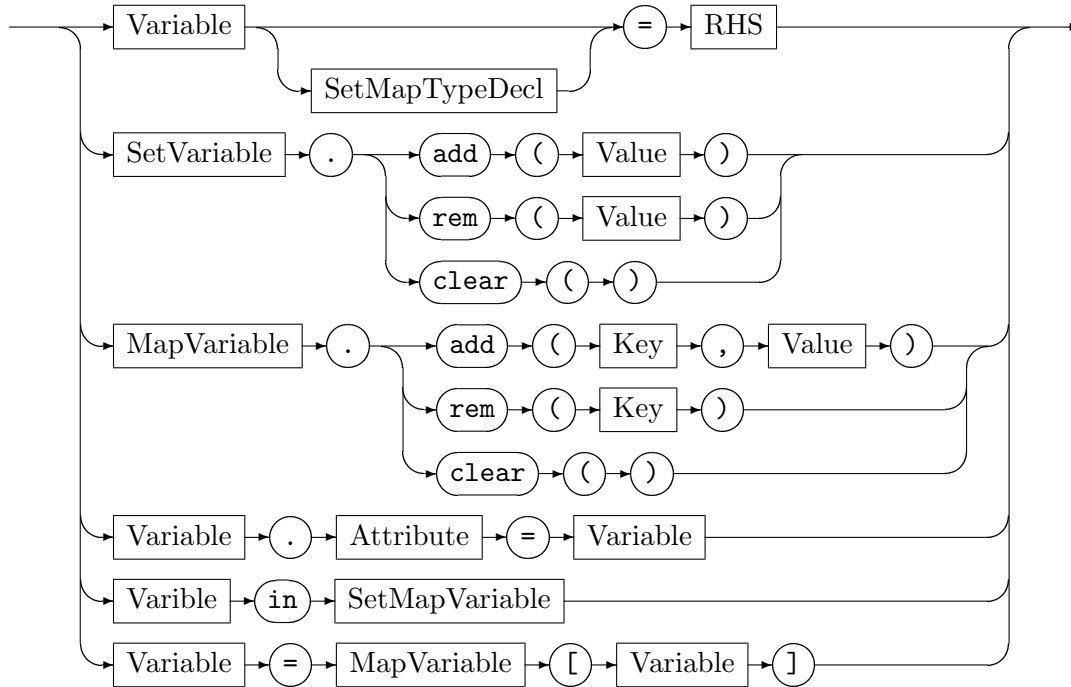 Variable = RHS
SetMapTypeDecl
SetVariable . add ( Value )
rem ( Value )
clear ( )
MapVariable . add ( Key , Value )
rem ( Key )
clear ( )
Variable . Attribute = Variable
Varible in SetMapVariable
Variable = MapVariable [ Variable ]